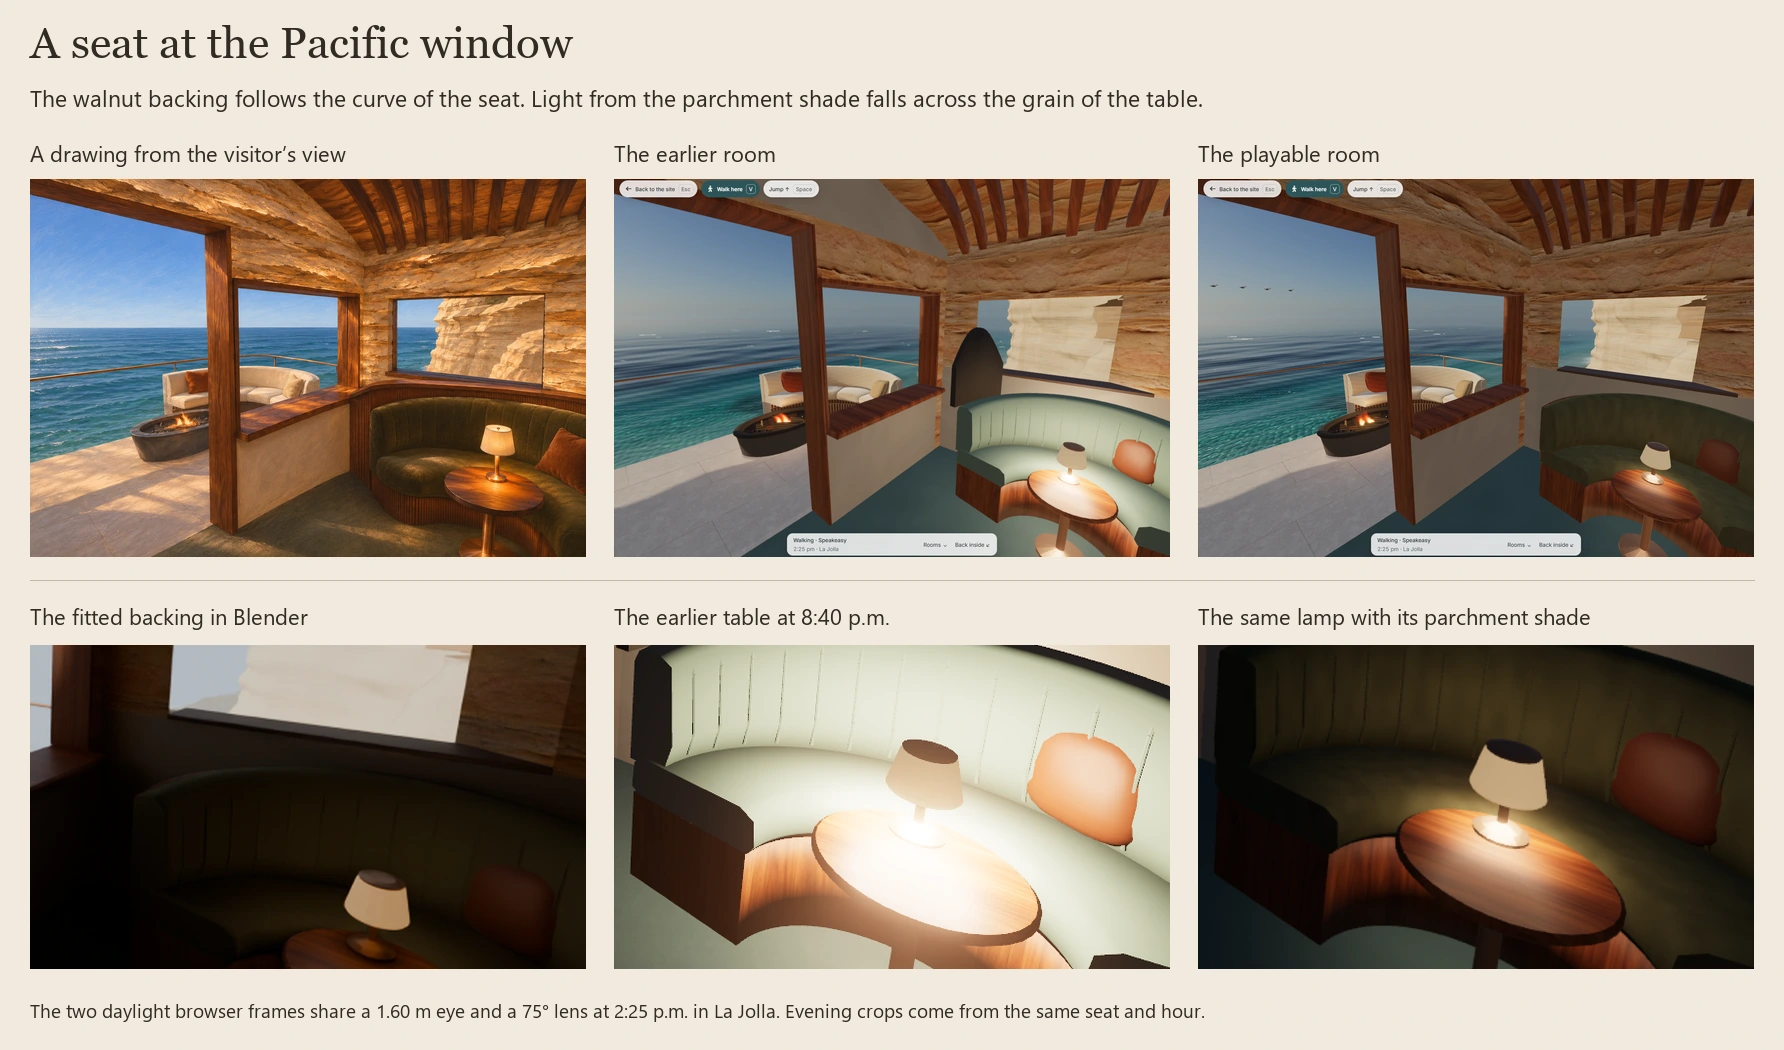 A seat at the Pacific window
The walnut backing follows the curve of the seat. Light from the parchment shade falls across the grain of the table.
A drawing from the visitor’s view
The earlier room
The playable room
← Back to the site Esc
Walk here V
Jump ↑ Space
← Back to the site Esc
Walk here V
Jump ↑ Space
Walking · Speakeasy
2:25 pm · La Jolla
Rooms
Back inside
Walking · Speakeasy
2:25 pm · La Jolla
Rooms
Back inside
The fitted backing in Blender
The earlier table at 8:40 p.m.
The same lamp with its parchment shade
The two daylight browser frames share a 1.60 m eye and a 75° lens at 2:25 p.m. in La Jolla. Evening crops come from the same seat and hour.